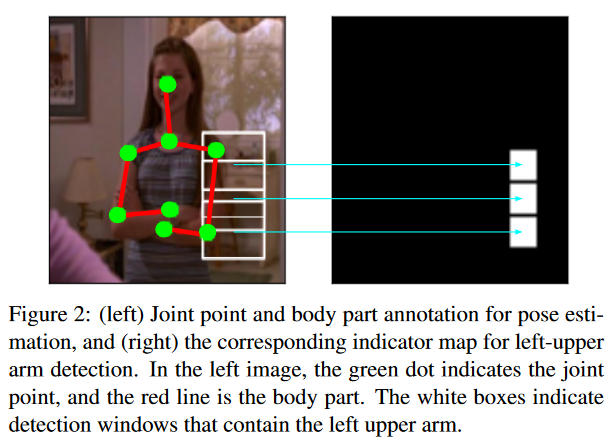 Figure 2: (left) Joint point and body part annotation for pose esti-
mation, and (right) the corresponding indicator map for left-upper
arm detection. In the left image, the green dot indicates the joint
point, and the red line is the body part. The white boxes indicate
detection windows that contain the left upper arm.